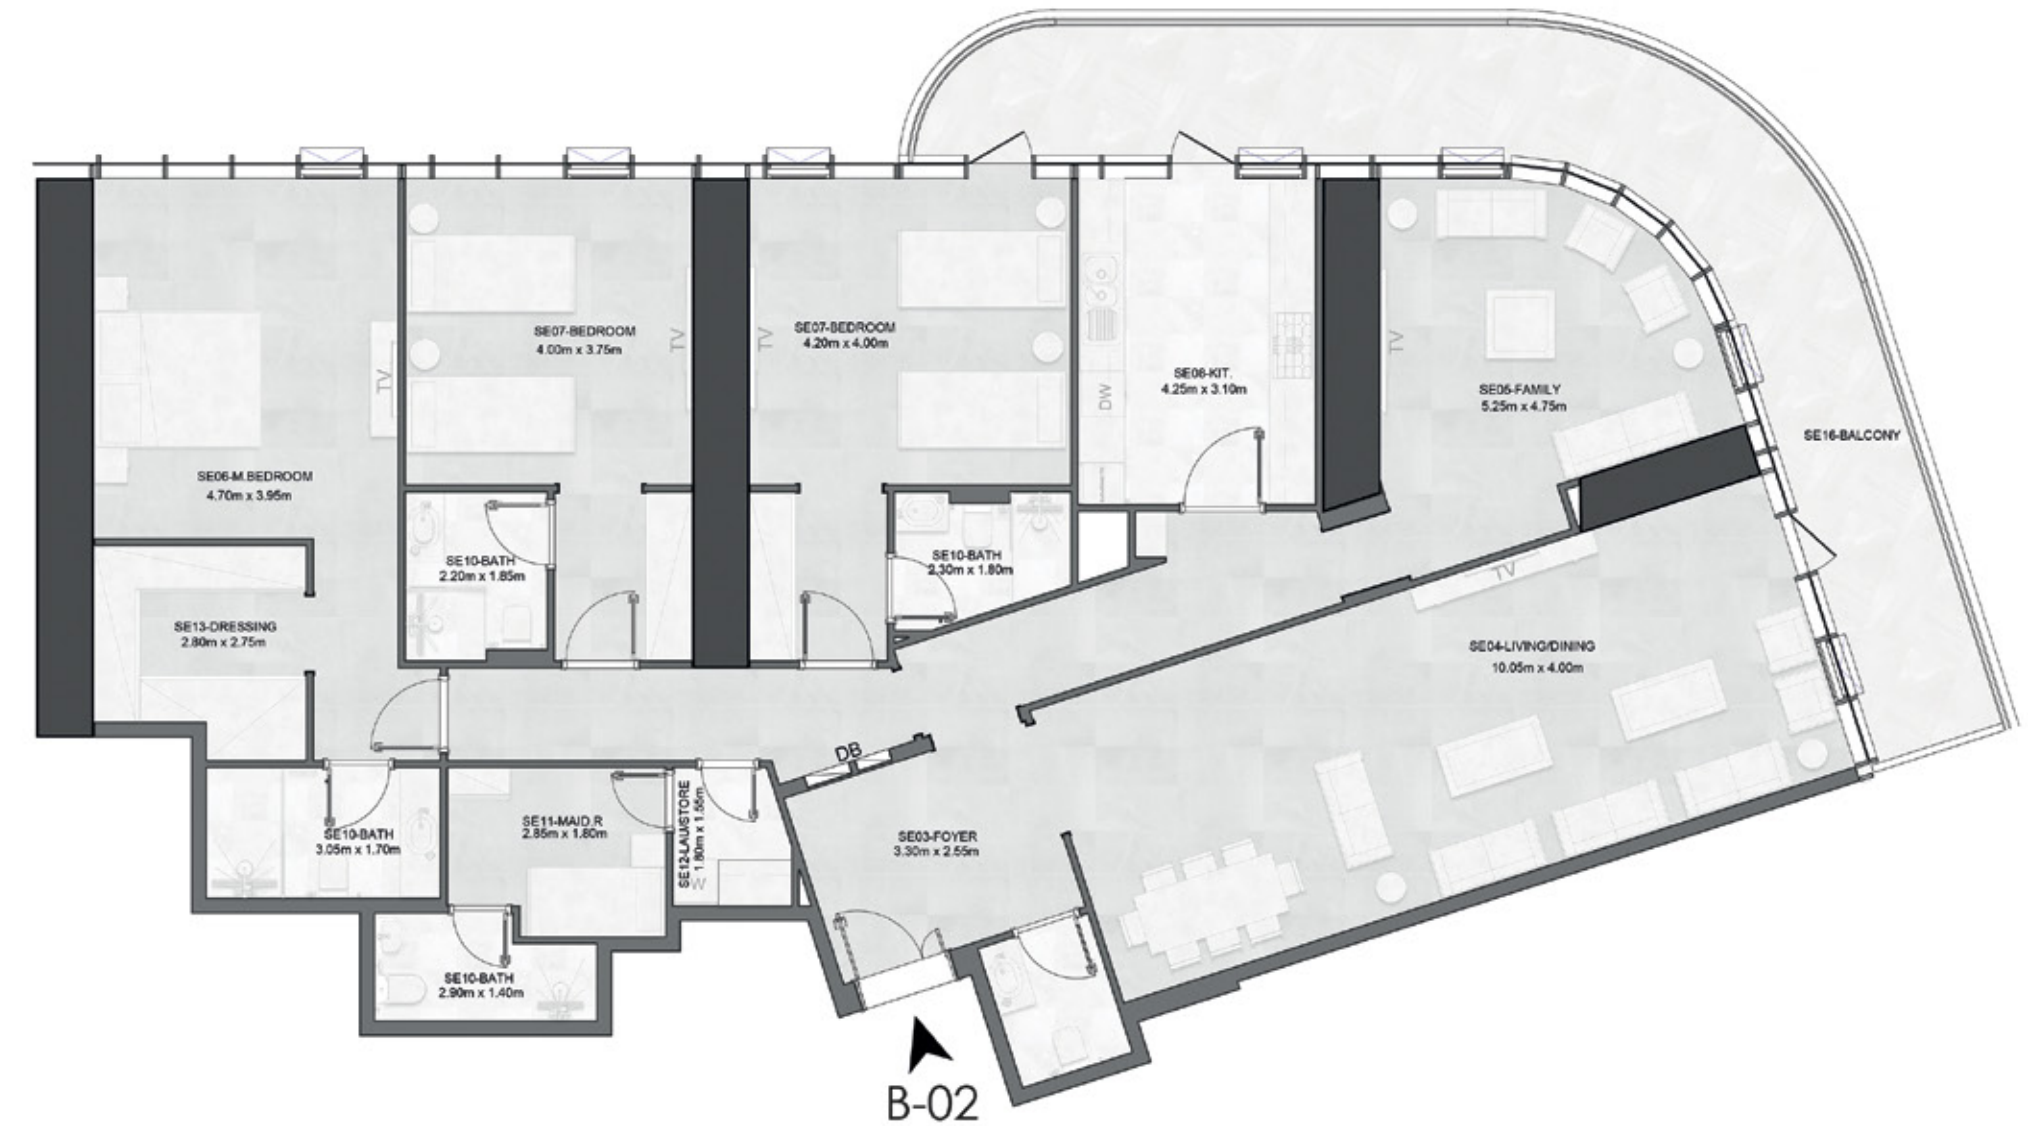 SE06-M.BEDROOM
4.70m x 3.95m
TV
SE07-BEDROOM
4.00m x 3.75m
TV
TV
SE07-BEDROOM
4.20m x 4.00m
DW
SE08-KIT.
4.25m x 3.10m
TV
SE05-FAMILY
5.25m x 4.75m
SE16-BALCONY
SE10-BATH
2.20m x 1.85m
SE10-BATH
2.30m x 1.80m
TV
SE13-DRESSING
2.80m x 2.75m
SE04-LIVING/DINING
10.05m x 4.00m
DB
SE10-BATH
3.05m x 1.70m
SE11-MAID.R
2.85m x 1.80m
SE12-LAU/STORE
1.80m x 1.55m
W
SE03-FOYER
3.30m x 2.55m
SE10-BATH
2.90m x 1.40m
B-02